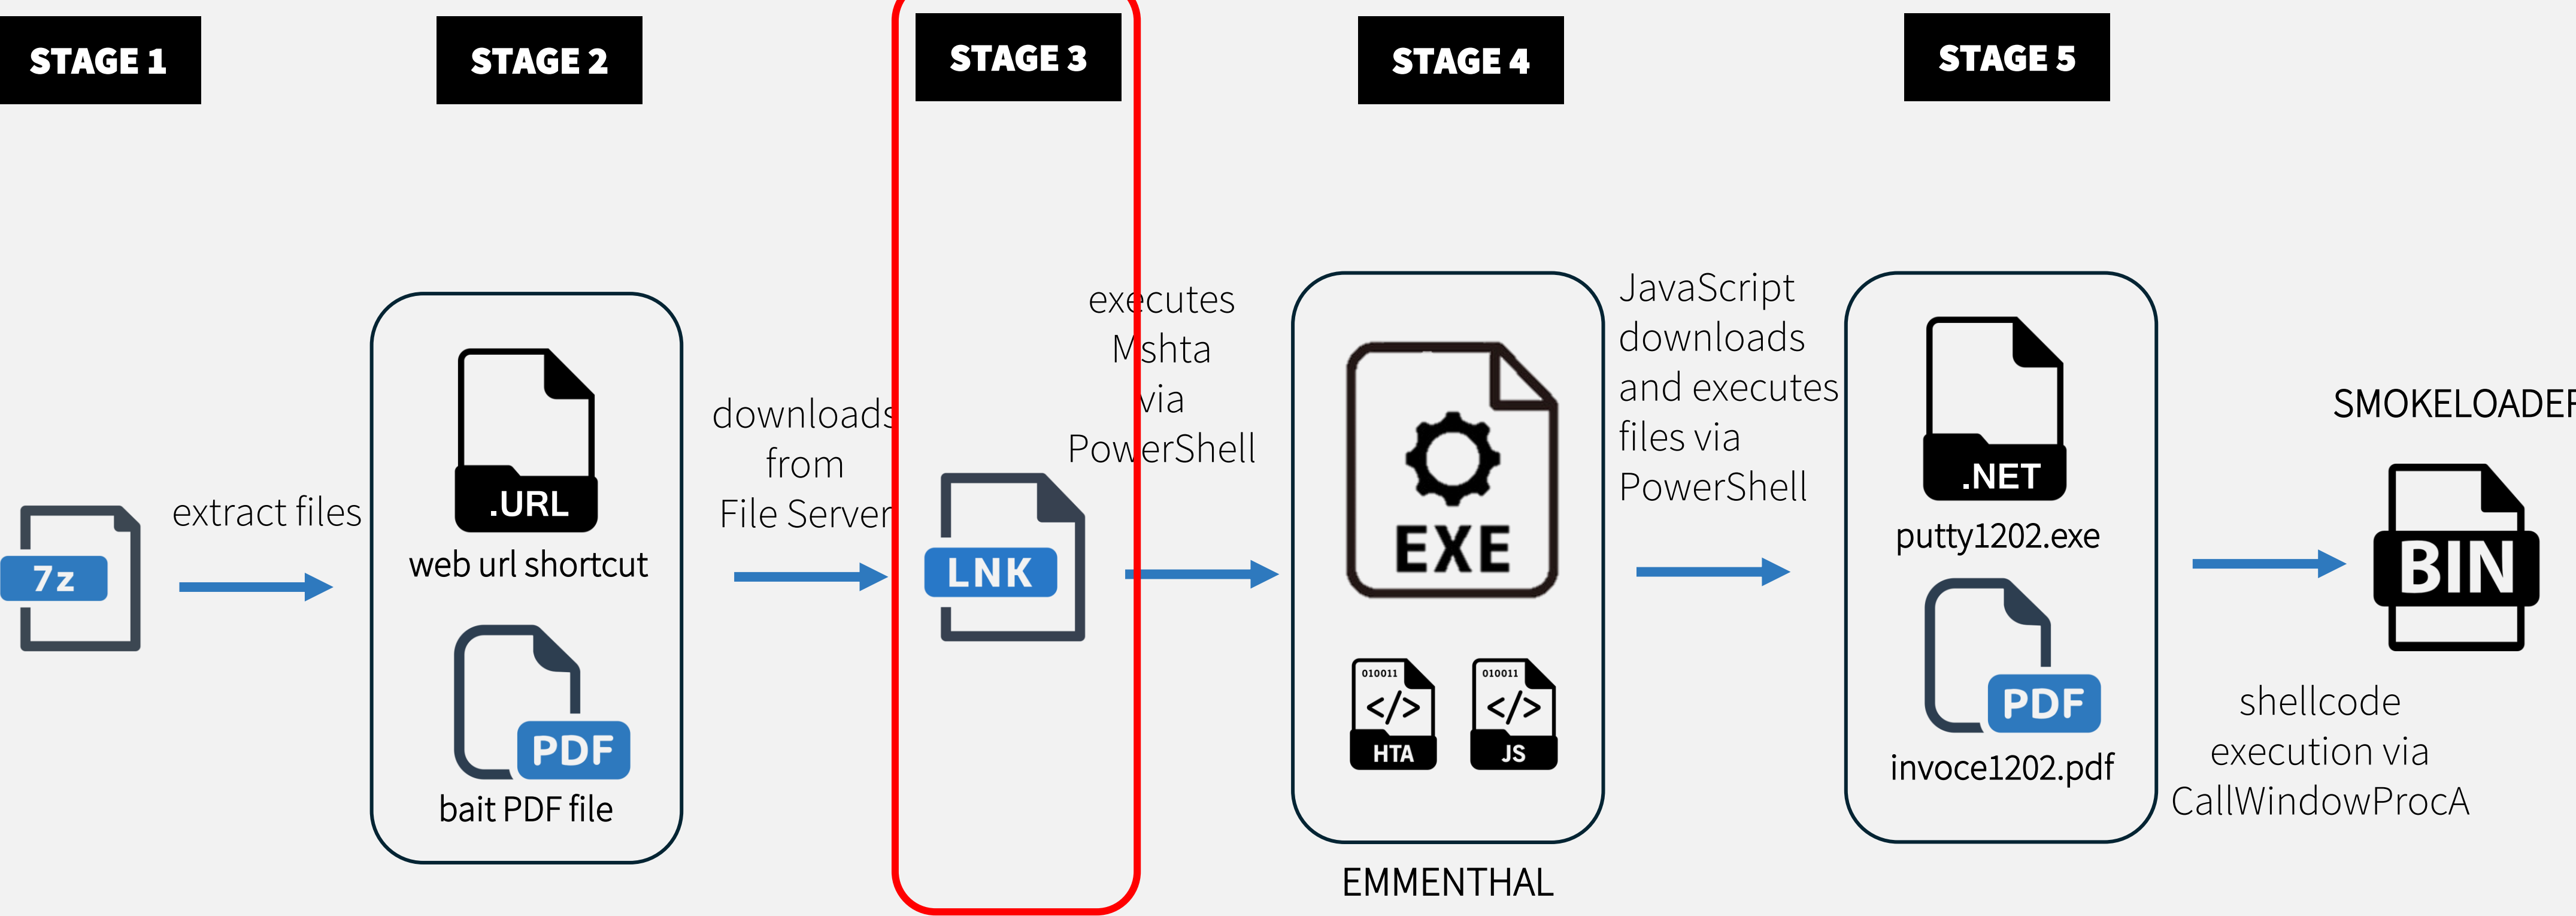 STAGE 1
STAGE 2
STAGE 3
STAGE 4
STAGE 5
7z
extract files
.URL
web url shortcut
PDF
bait PDF file
downloads
from
File Server
LNK
executes
Mshta
via
PowerShell
EXE
010011
</>
HTA
010011
</>
JS
EMMENTHAL
JavaScript
downloads
and executes
files via
PowerShell
.NET
putty1202.exe
PDF
invoce1202.pdf
SMOKELOADER
BIN
shellcode
execution via
CallWindowProcA